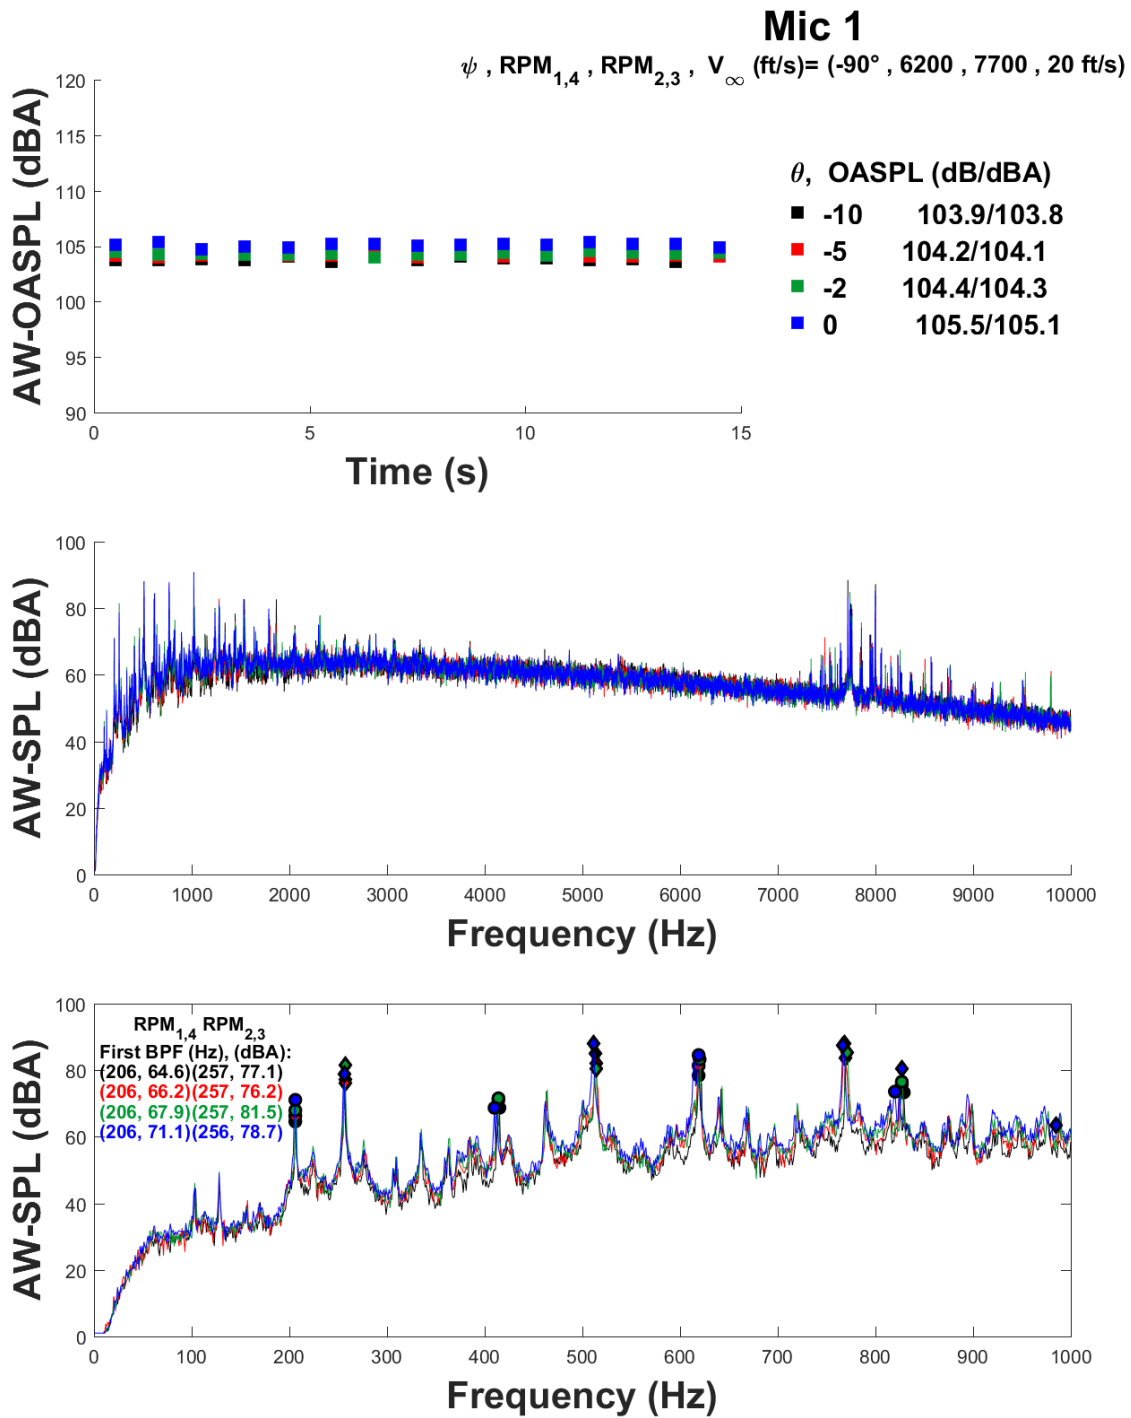 Mic 1
ψ , RPM1,4 , RPM2,3 , V∞ (ft/s)= (-90° , 6200 , 7700 , 20 ft/s)
120
115
110
105
100
95
90
AW-OASPL (dBA)
0 5 10 15
Time (s)
θ, OASPL (dB/dBA)
-10 103.9/103.8
-5 104.2/104.1
-2 104.4/104.3
0 105.5/105.1
100
80
60
40
20
0
AW-SPL (dBA)
0 1000 2000 3000 4000 5000 6000 7000 8000 9000 10000
Frequency (Hz)
100
80
60
40
20
0
AW-SPL (dBA)
RPM1,4 RPM2,3
First BPF (Hz), (dBA):
(206, 64.6)(257, 77.1)
(206, 66.2)(257, 76.2)
(206, 67.9)(257, 81.5)
(206, 71.1)(256, 78.7)
0 100 200 300 400 500 600 700 800 900 1000
Frequency (Hz)